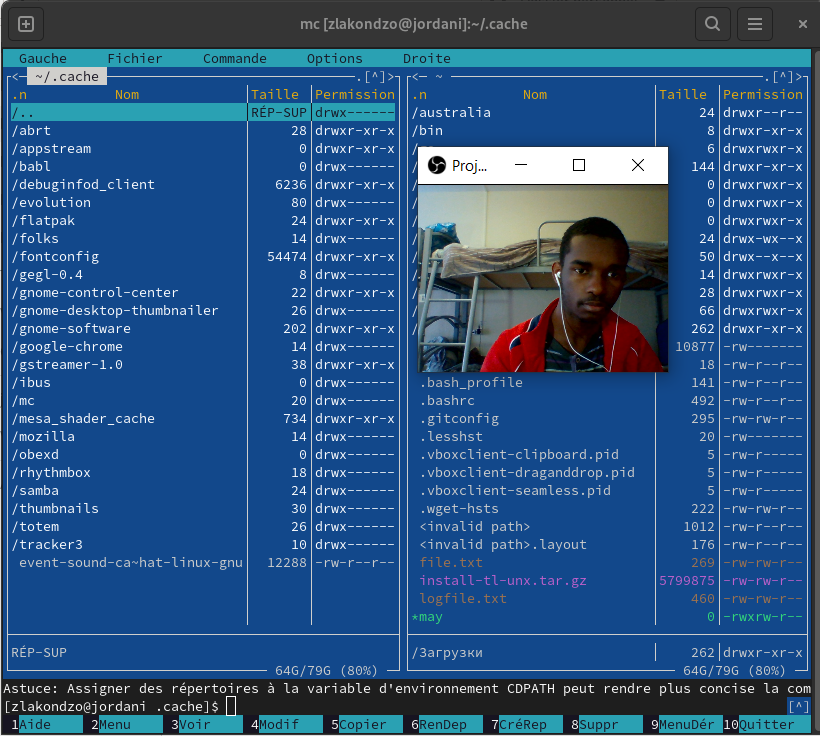 mc [zlakondzo@jordani]:~/.cache
Gauche Fichier Commande Options Droite
<─ ~/.cache .[^]>
.n Nom Taille Permission
/.. RÉP-SUP drwx------
/abrt 28 drwxr-xr-x
/appstream 0 drwxr-xr-x
/babl 0 drwx------
/debuginfod_client 6236 drwxr-xr-x
/evolution 80 drwx------
/flatpak 24 drwxr-xr-x
/folks 14 drwx------
/fontconfig 54474 drwxr-xr-x
/gegl-0.4 8 drwx------
/gnome-control-center 22 drwxr-xr-x
/gnome-desktop-thumbnailer 26 drwx------
/gnome-software 202 drwxr-xr-x
/google-chrome 14 drwx------
/gstreamer-1.0 38 drwxr-xr-x
/ibus 0 drwx------
/mc 20 drwx------
/mesa_shader_cache 734 drwxr-xr-x
/mozilla 14 drwx------
/obexd 0 drwx------
/rhythmbox 18 drwx------
/samba 24 drwx------
/thumbnails 30 drwx------
/totem 26 drwx------
/tracker3 10 drwx------
event-sound-ca~hat-linux-gnu 12288 -rw-r--r--
RÉP-SUP
64G/79G (80%)
<─ ~ .[^]>
.n Nom Taille Permission
/australia 24 drwxr--r--
/bin 8 drwxr-xr-x
6 drwxr--r-x
144 drwxr-xr-x
/ 0 drwxr-xr-x
/ 0 drwxrwxr-x
/ 0 drwxr-xr-x
/ 24 drwx-wx--x
/ 50 drwx--x--x
/ 14 drwxrwxr-x
/ 28 drwxrwxr-x
/ 66 drwxrwxr-x
/ 262 drwxr-xr-x
10877 -rw-------
18 -rw-r--r--
.bash_profile 141 -rw-r--r--
.bashrc 492 -rw-r--r--
.gitconfig 295 -rw-rw-r--
.lesshst 20 -rw-------
.vboxclient-clipboard.pid 5 -rw-r-----
.vboxclient-draganddrop.pid 5 -rw-r-----
.vboxclient-seamless.pid 5 -rw-r-----
.wget-hsts 222 -rw-rw-r--
<invalid path> 1012 -rw-rw-r--
<invalid path>.layout 176 -rw-rw-r--
file.txt 269 -rw-rw-r--
install-tl-unx.tar.gz 5799875 -rw-rw-r--
logfile.txt 460 -rw-rw-r--
*may 0 -rwxrw-r--
/Загрузки 262 drwxr-xr-x
64G/79G (80%)
Proj...
Astuce: Assigner des répertoires à la variable d'environnement CDPATH peut rendre plus concise la com
[zlakondzo@jordani .cache]$ [^]
1Aide 2Menu 3Voir 4Modif 5Copier 6RenDep 7CréRep 8Suppr 9MenuDér 10Quitter